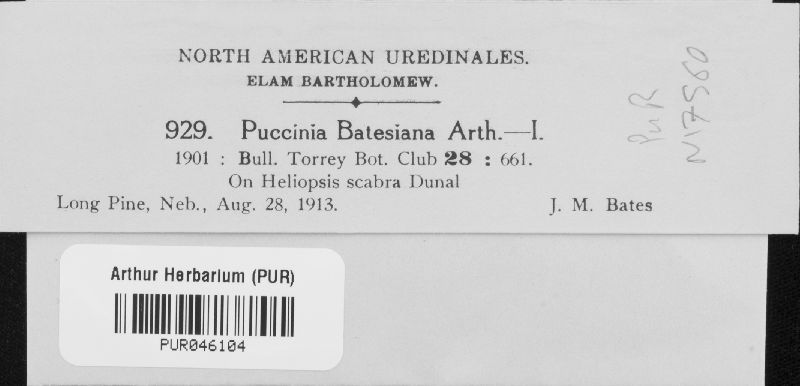 NORTH AMERICAN UREDINALES.
ELAM BARTHOLOMEW.
929. Puccinia Batesiana Arth.—I.
1901 : Bull. Torrey Bot. Club 28 : 661.
On Heliopsis scabra Dunal
Long Pine, Neb., Aug. 28, 1913. J. M. Bates
PuR
N17560
Arthur Herbarium (PUR)
PUR046104